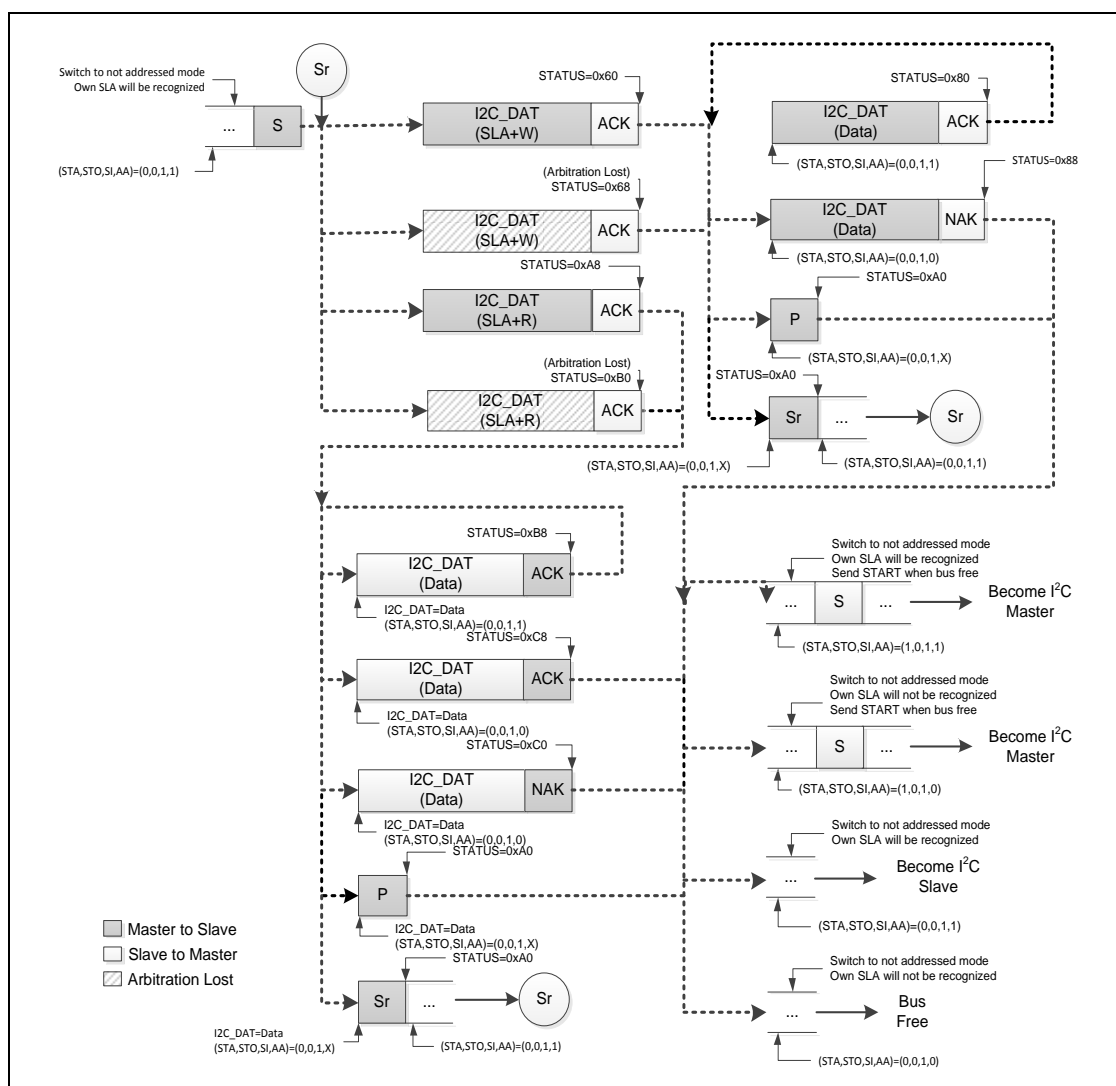 Switch to not addressed mode
Own SLA will be recognized
Sr
...
S
(STA,STO,SI,AA)=(0,0,1,1)
STATUS=0x60
I2C_DAT
(SLA+W)
ACK
(Arbitration Lost)
STATUS=0x68
I2C_DAT
(SLA+W)
ACK
STATUS=0xA8
I2C_DAT
(SLA+R)
ACK
(Arbitration Lost)
STATUS=0xB0
I2C_DAT
(SLA+R)
ACK
STATUS=0x80
I2C_DAT
(Data)
ACK
(STA,STO,SI,AA)=(0,0,1,1)
STATUS=0x88
I2C_DAT
(Data)
NAK
(STA,STO,SI,AA)=(0,0,1,0)
STATUS=0xA0
P
(STA,STO,SI,AA)=(0,0,1,X)
STATUS=0xA0
Sr
...
Sr
(STA,STO,SI,AA)=(0,0,1,X)
(STA,STO,SI,AA)=(0,0,1,1)
STATUS=0xB8
I2C_DAT
(Data)
ACK
I2C_DAT=Data
(STA,STO,SI,AA)=(0,0,1,1)
STATUS=0xC8
I2C_DAT
(Data)
ACK
I2C_DAT=Data
(STA,STO,SI,AA)=(0,0,1,0)
STATUS=0xC0
I2C_DAT
(Data)
NAK
I2C_DAT=Data
(STA,STO,SI,AA)=(0,0,1,0)
STATUS=0xA0
P
I2C_DAT=Data
(STA,STO,SI,AA)=(0,0,1,X)
STATUS=0xA0
Sr
...
Sr
I2C_DAT=Data
(STA,STO,SI,AA)=(0,0,1,X)
(STA,STO,SI,AA)=(0,0,1,1)
Switch to not addressed mode
Own SLA will be recognized
Send START when bus free
...
S
...
Become I²C
Master
(STA,STO,SI,AA)=(1,0,1,1)
Switch to not addressed mode
Own SLA will not be recognized
Send START when bus free
...
S
...
Become I²C
Master
(STA,STO,SI,AA)=(1,0,1,0)
Switch to not addressed mode
Own SLA will be recognized
...
Become I²C
Slave
(STA,STO,SI,AA)=(0,0,1,1)
Switch to not addressed mode
Own SLA will not be recognized
...
Bus
Free
(STA,STO,SI,AA)=(0,0,1,0)
Master to Slave
Slave to Master
Arbitration Lost